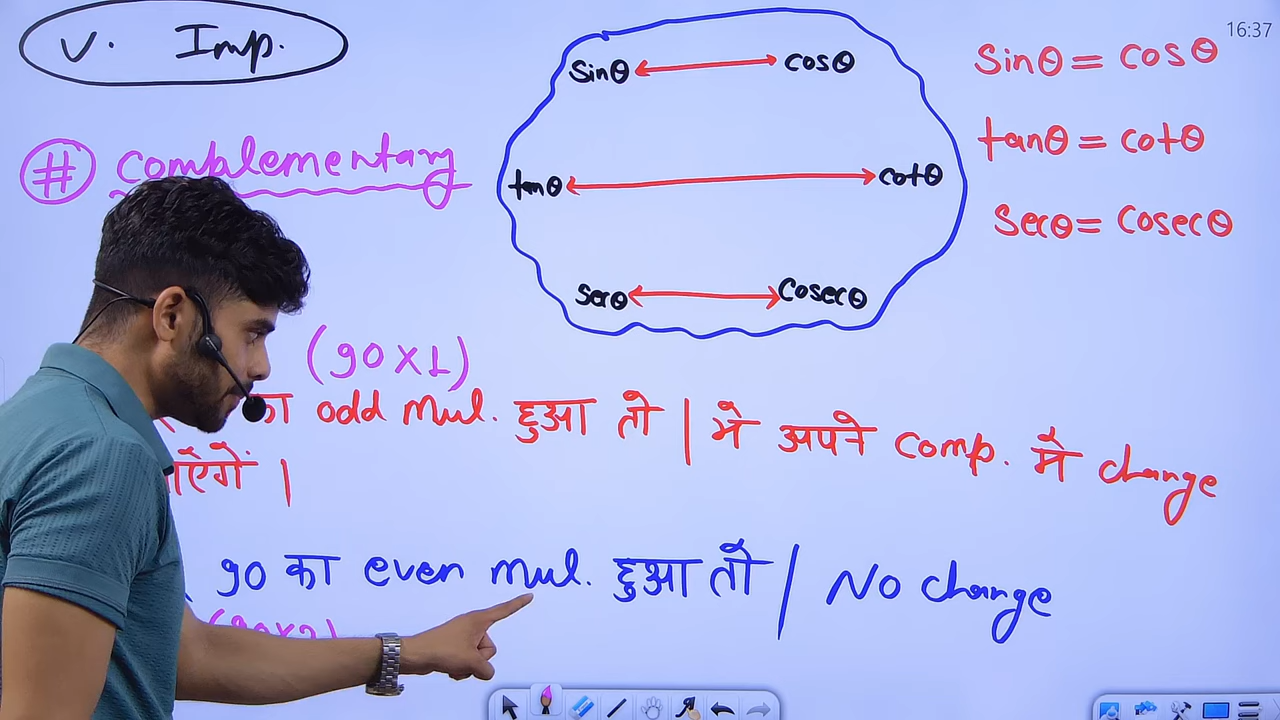 V. Imp.
16:37
# complementary
sinθ cosθ
tanθ cotθ
secθ cosecθ
sinθ = cosθ
tanθ = cotθ
secθ = cosecθ
(90×1)
का odd Mul. हुआ तो | मे अपने comp. मे change
90 का even Mul. हुआ तो | No change